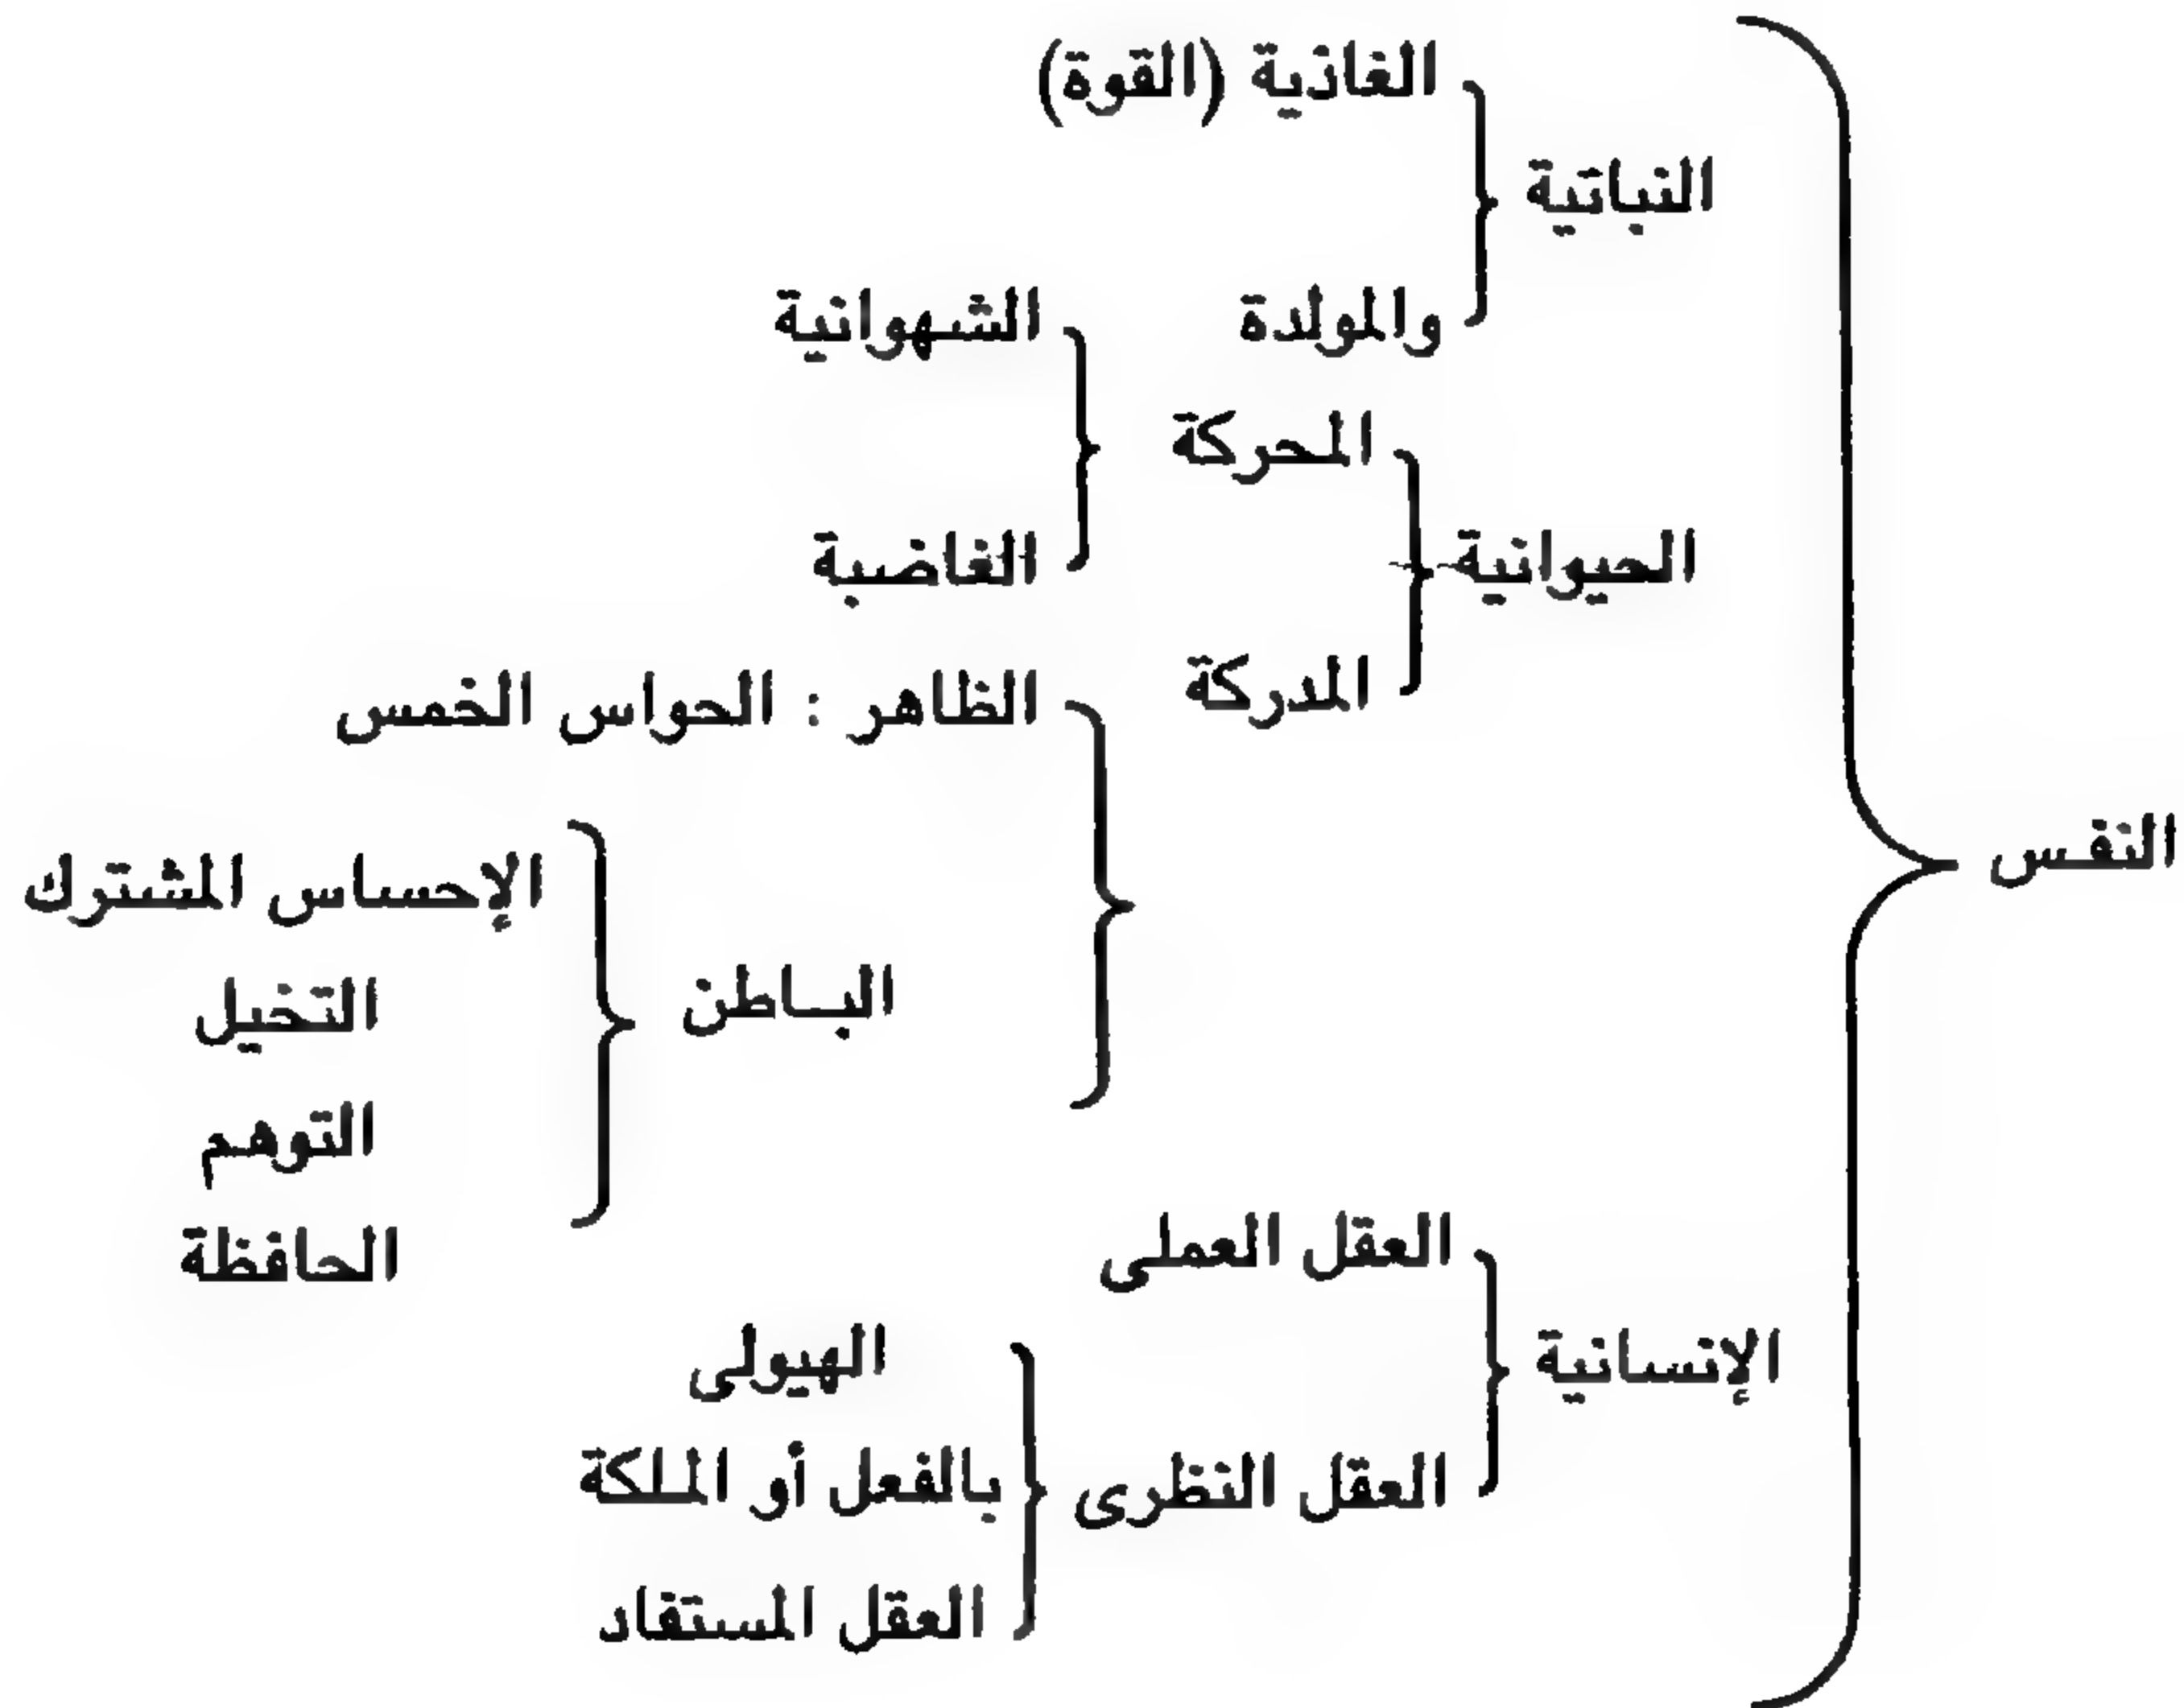 الغاذية (القوة)
النباتية
والمولدة
الشهوانية
المحركة
الحيوانية
الغاضبة
المدركة
الظاهر : الحواس الخمس
النفس
الإحساس المشترك
الباطن
التخيل
التوهم
الحافظة
العقل العملى
الإنسانية
الهيولى
العقل النظرى
بالفعل أو الملكة
العقل المستفاد